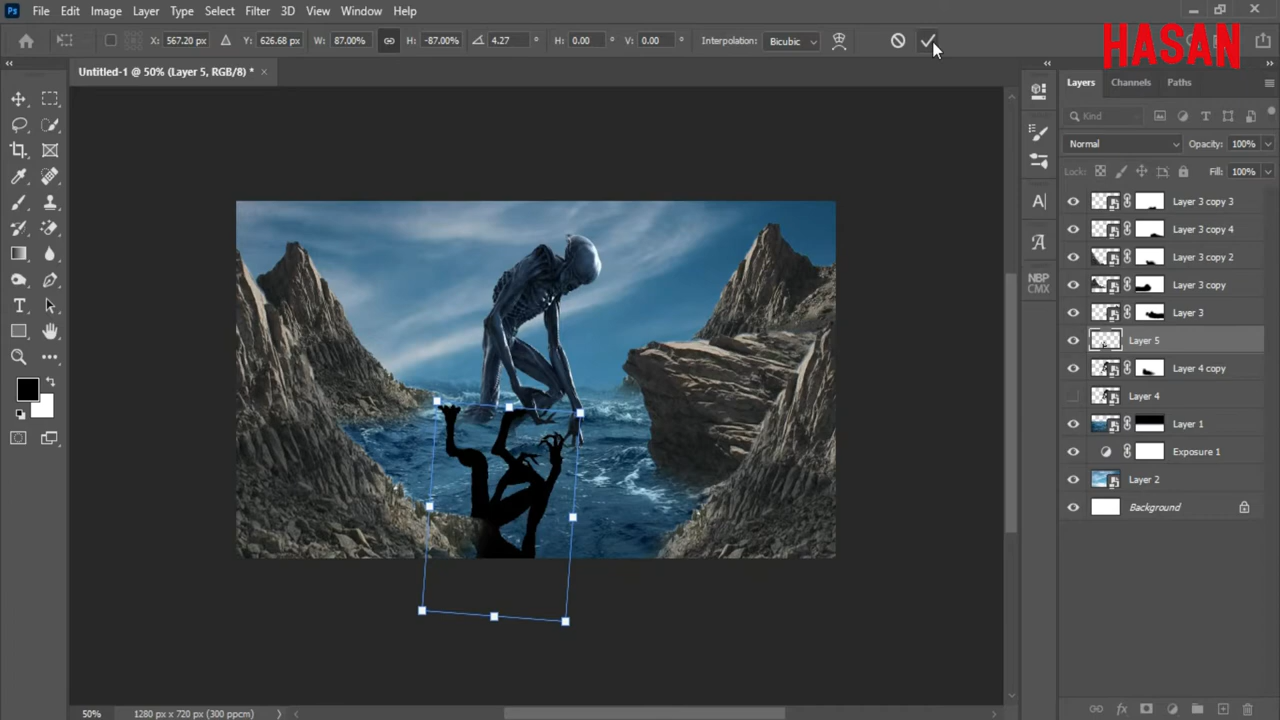 Ps File Edit Image Layer Type Select Filter 3D View Window Help
X: 567.20 px Y: 626.68 px W: 87.00% H: -87.00% 4.27 ° H: 0.00 ° V: 0.00 ° Interpolation: Bicubic
HASAN
Untitled-1 @ 50% (Layer 5, RGB/8) * ×
Layers Channels Paths
Kind
Normal Opacity: 100%
Lock: Fill: 100%
Layer 3 copy 3
Layer 3 copy 4
Layer 3 copy 2
Layer 3 copy
Layer 3
Layer 5
Layer 4 copy
Layer 4
Layer 1
Exposure 1
Layer 2
Background
A|
A
NBP
CMX
T
fx
50% 1280 px x 720 px (300 ppcm)